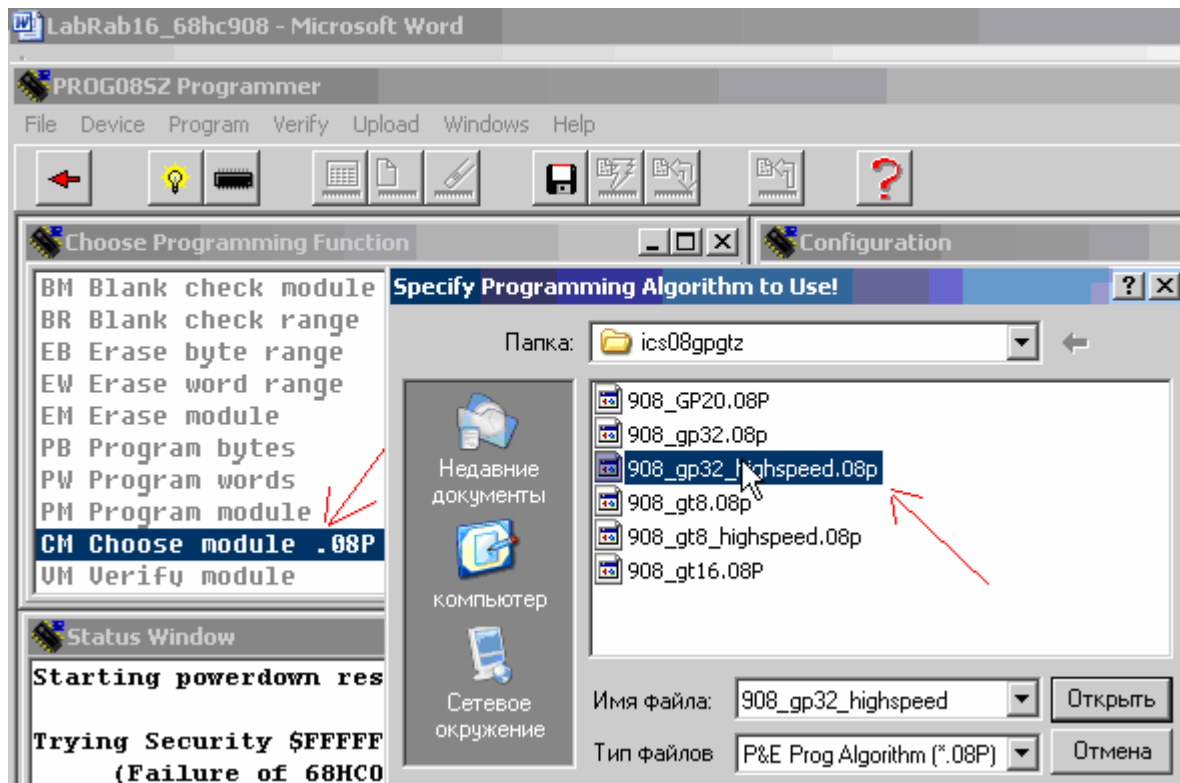 LabRab16_68hc908 - Microsoft Word
PROG08SZ Programmer
File Device Program Verify Upload Windows Help
Choose Programming Function
Configuration
BM Blank check module
BR Blank check range
EB Erase byte range
EW Erase word range
EM Erase module
PB Program bytes
PW Program words
PM Program module
CM Choose module .08P
VM Verify module
Specify Programming Algorithm to Use!
Папка: ics08gpgtz
Недавние
документы
компьютер
Сетевое
окружение
908_GP20.08P
908_gp32.08p
908_gp32_highspeed.08p
908_gt8.08p
908_gt8_highspeed.08p
908_gt16.08P
Имя файла: 908_gp32_highspeed Открыть
Тип файлов P&E Prog Algorithm (*.08P) Отмена
Status Window
Starting powerdown res
Trying Security $FFFFF
(Failure of 68HC0